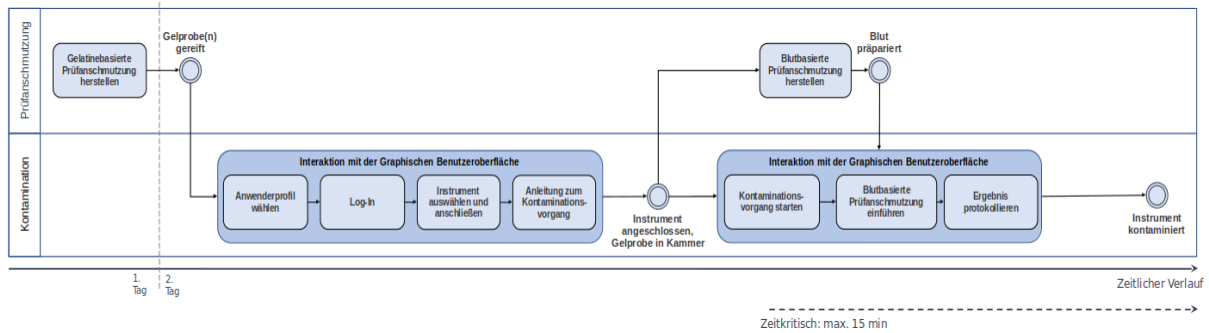 Prüfanschmutzung
Gelatinebasierte
Prüfanschmutzung
herstellen
Gelprobe(n)
gereift
Blutbasierte
Prüfanschmutzung
herstellen
Blut
präpariert
Kontamination
Interaktion mit der Graphischen Benutzeroberfläche
Anwenderprofil
wählen
Log-In
Instrument
auswählen und
anschließen
Anleitung zum
Kontaminations-
vorgang
Instrument
angeschlossen,
Gelprobe in Kammer
Interaktion mit der Graphischen Benutzeroberfläche
Kontaminations-
vorgang starten
Blutbasierte
Prüfanschmutzung
einführen
Ergebnis
protokollieren
Instrument
kontaminiert
1.
Tag
2.
Tag
Zeitlicher Verlauf
Zeitkritisch: max. 15 min